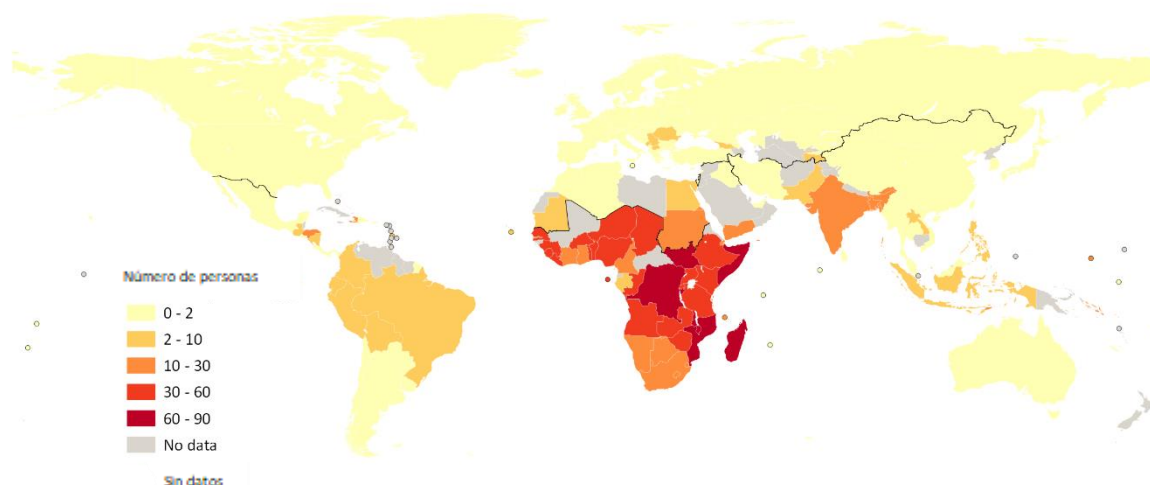 Número de personas
0 - 2
2 - 10
10 - 30
30 - 60
60 - 90
No data
Sin datos